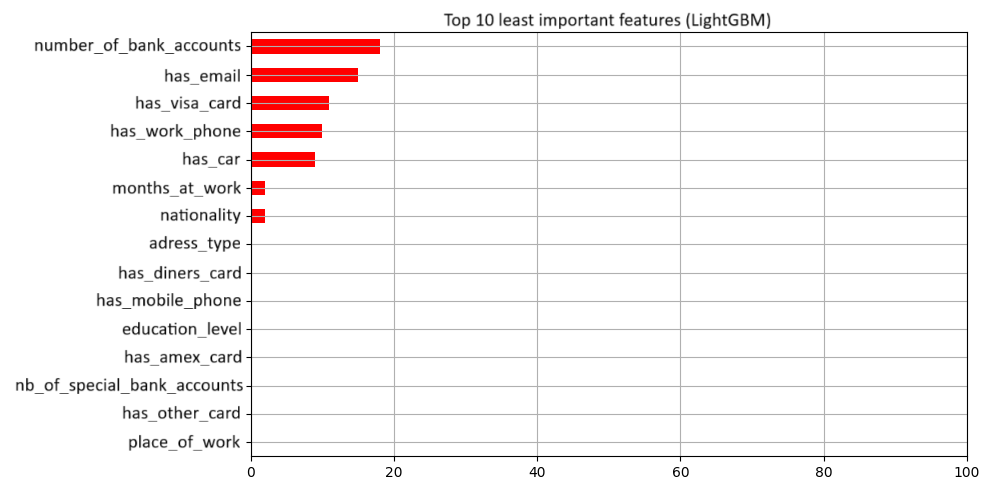 Top 10 least important features (LightGBM)
number_of_bank_accounts
has_email
has_visa_card
has_work_phone
has_car
months_at_work
nationality
adress_type
has_diners_card
has_mobile_phone
education_level
has_amex_card
nb_of_special_bank_accounts
has_other_card
place_of_work
0 20 40 60 80 100